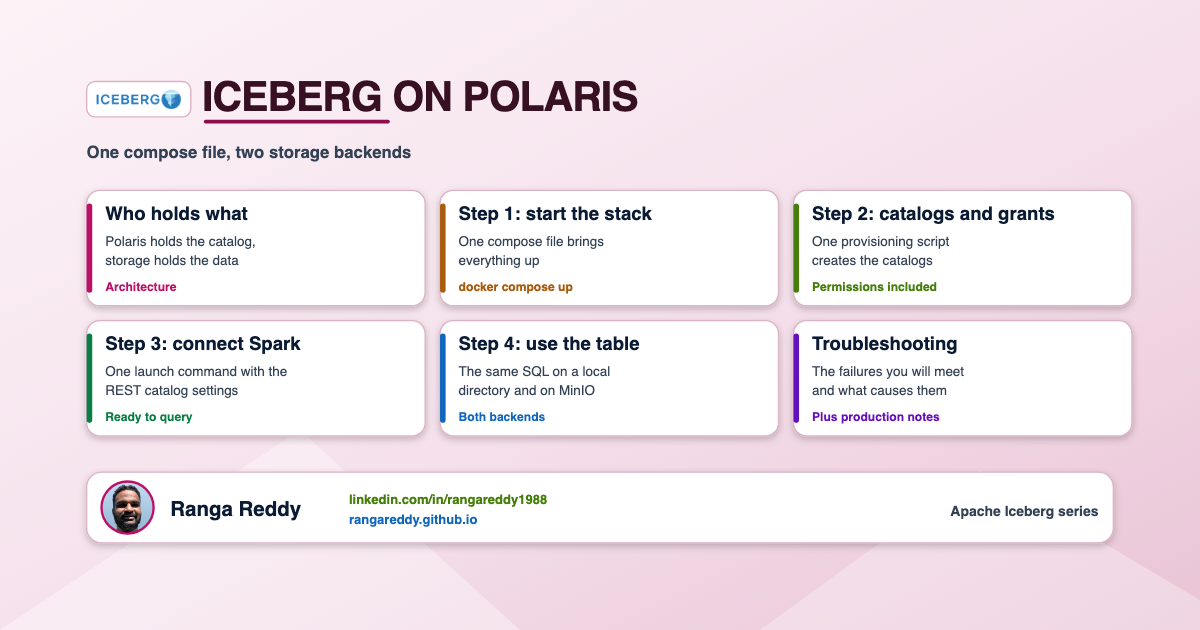 ICEBERG
ICEBERG ON POLARIS
One compose file, two storage backends
Who holds what
Polaris holds the catalog,
storage holds the data
Architecture
Step 1: start the stack
One compose file brings
everything up
docker compose up
Step 2: catalogs and grants
One provisioning script
creates the catalogs
Permissions included
Step 3: connect Spark
One launch command with the
REST catalog settings
Ready to query
Step 4: use the table
The same SQL on a local
directory and on MinIO
Both backends
Troubleshooting
The failures you will meet
and what causes them
Plus production notes
Ranga Reddy
linkedin.com/in/rangareddy1988
rangareddy.github.io
Apache Iceberg series